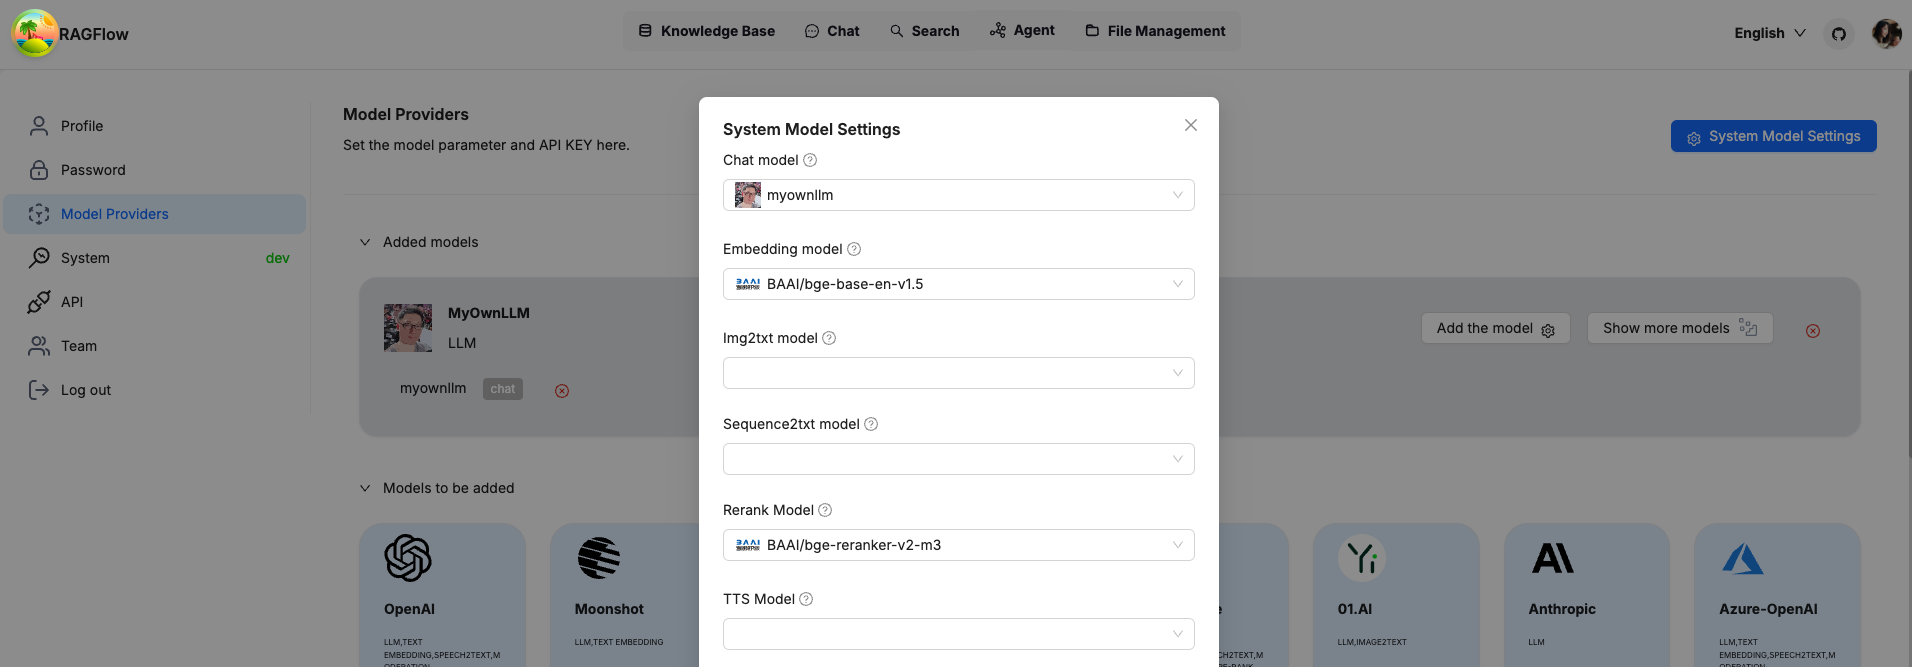 RAGFlow
Knowledge Base
Chat
Search
Agent
File Management
English
Profile
Password
Model Providers
System
dev
API
Team
Log out
Model Providers
Set the model parameter and API KEY here.
System Model Settings
Added models
MyOwnLLM
LLM
Add the model
Show more models
myownllm
chat
System Model Settings
Chat model
myownllm
Embedding model
BAAI
BAAI/bge-base-en-v1.5
Img2txt model
Sequence2txt model
Rerank Model
BAAI
BAAI/bge-reranker-v2-m3
TTS Model
Models to be added
OpenAI
LLM,TEXT
EMBEDDING,SPEECH2TEXT,M
ODERATION
Moonshot
LLM,TEXT EMBEDDING
Yi
01.AI
LLM,IMAGE2TEXT
Anthropic
LLM
Azure-OpenAI
LLM,TEXT
EMBEDDING,SPEECH2TEXT,M
ODERATION